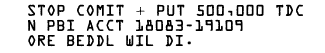 STOP COMIT + PUT 500,000 TDC
N PBI ACCT 18083-19109
ORE BEDDL WIL DI.